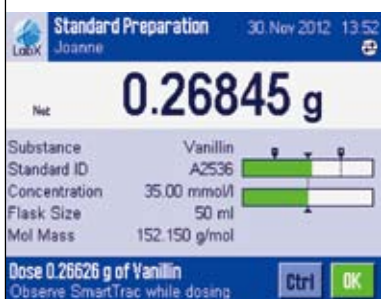 Standard Preparation 30. Nov 2012 13:52
LabX Joanne
Net 0.26845 g
Substance Vanillin
Standard ID A2536
Concentration 35.00 mmol/l
Flask Size 50 ml
Mol Mass 152.150 g/mol
Dose 0.26626 g of Vanillin
Observe SmartTrac while dosing
Ctrl OK